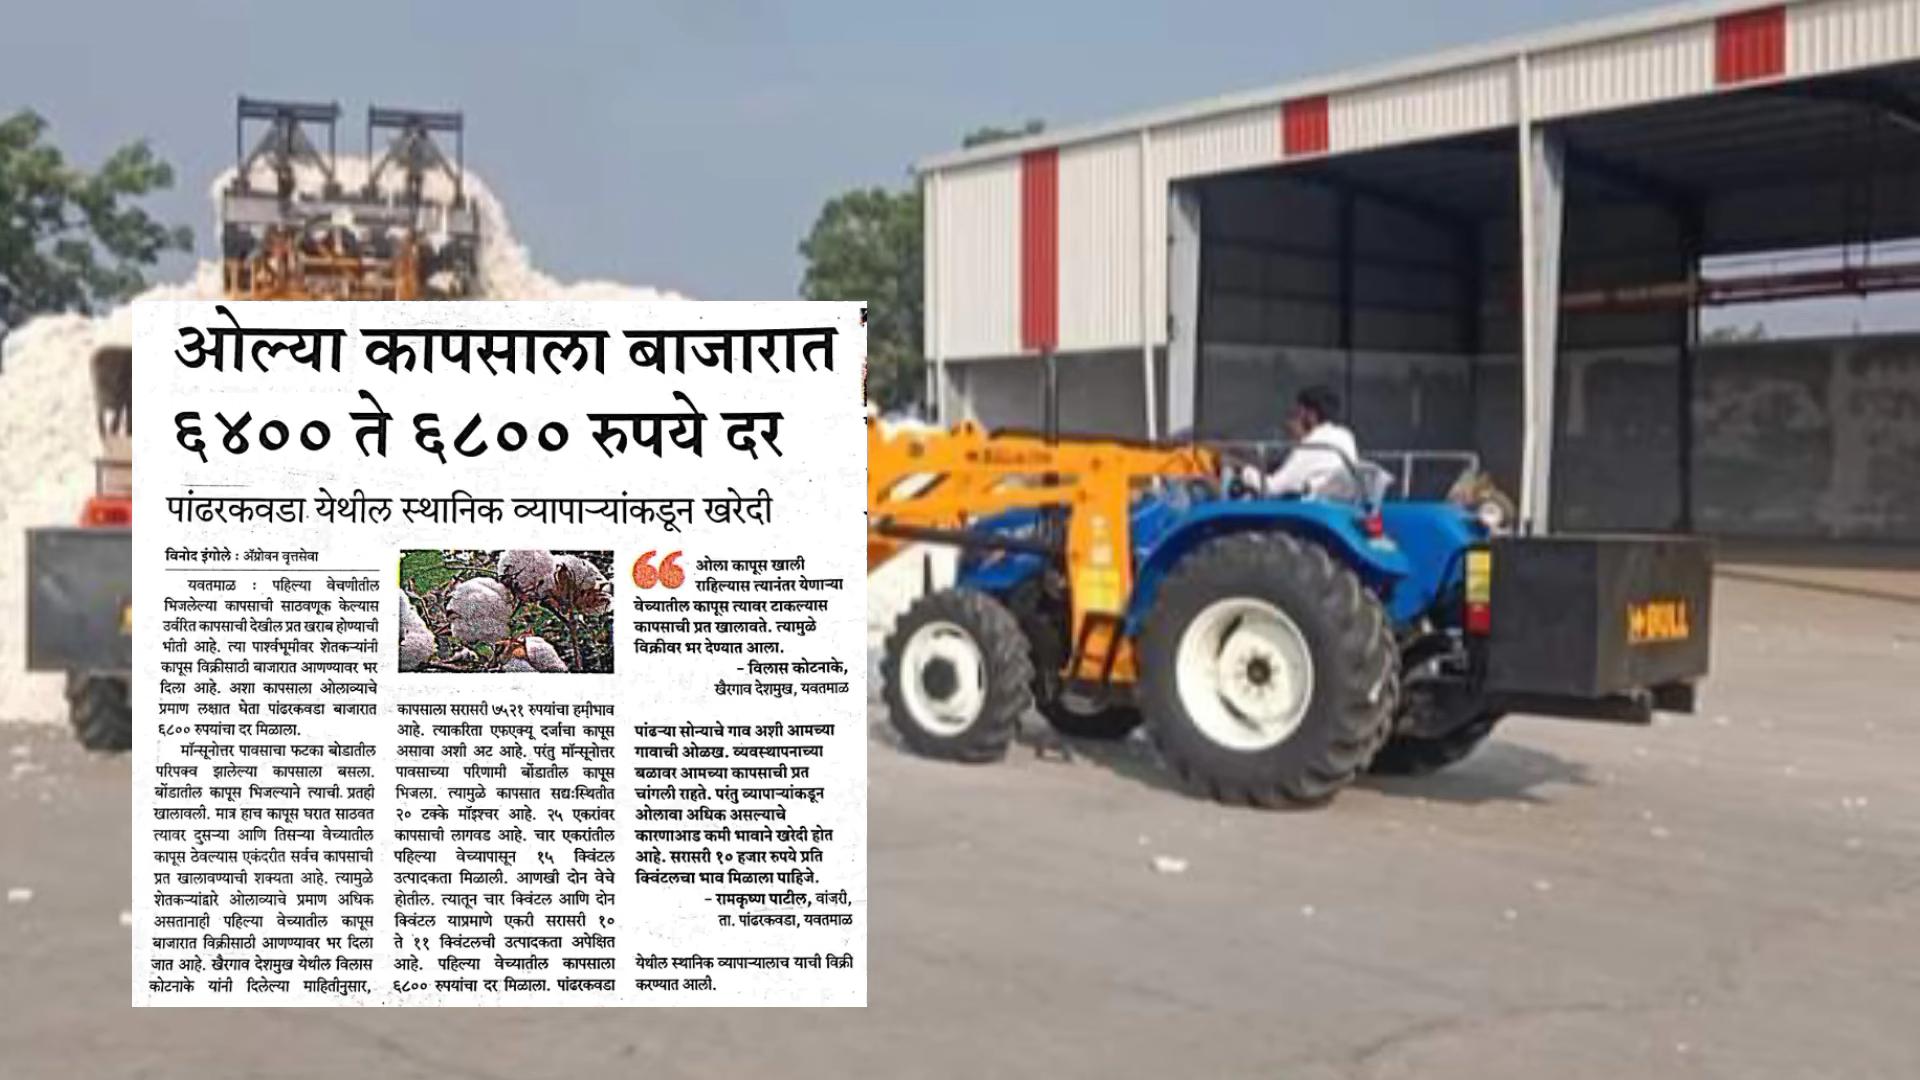 ओल्या कापसाला बाजारात
६४०० ते ६८०० रुपये दर
पांढरकवडा येथील स्थानिक व्यापाऱ्यांकडून खरेदी
विनोद इंगोले : ॲग्रोवन वृत्तसेवा
यवतमाळ : पहिल्या वेचणीतील
भिजलेल्या कापसाची साठवणूक केल्यास
उर्वरित कापसाची देखील प्रत खराब होण्याची
भीती आहे. त्या पार्श्वभूमीवर शेतकऱ्यांनी
कापूस विक्रीसाठी बाजारात आणण्यावर भर
दिला आहे. अशा कापसाला ओलाव्याचे
प्रमाण लक्षात घेता पांढरकवडा बाजारात
६८०० रुपयांचा दर मिळाला.
मॉन्सूनोत्तर पावसाचा फटका बोडातील
परिपक्व झालेल्या कापसाला बसला.
बोंडातील कापूस भिजल्याने त्याची प्रतही
खालावली. मात्र हाच कापूस घरात साठवत
त्यावर दुसऱ्या आणि तिसऱ्या वेच्यातील
कापूस ठेवल्यास एकंदरीत सर्वच कापसाची
प्रत खालावण्याची शक्यता आहे. त्यामुळे
शेतकऱ्यांद्वारे ओलाव्याचे प्रमाण अधिक
असतानाही पहिल्या वेच्यातील कापूस
बाजारात विक्रीसाठी आणण्यावर भर दिला
जात आहे. खैरगाव देशमुख येथील विलास
कोटनाके यांनी दिलेल्या माहितीनुसार,
कापसाला सरासरी ७५२१ रुपयांचा हमीभाव
आहे. त्याकरिता एफएक्यू दर्जाचा कापूस
असावा अशी अट आहे. परंतु मॉन्सूनोत्तर
पावसाच्या परिणामी बोंडातील कापूस
भिजला. त्यामुळे कापसात सद्यःस्थितीत
२० टक्के मॉइश्चर आहे. २५ एकरांवर
कापसाची लागवड आहे. चार एकरांतील
पहिल्या वेच्यापासून १५ क्विंटल
उत्पादकता मिळाली. आणखी दोन वेचे
होतील. त्यातून चार क्विंटल आणि दोन
क्विंटल याप्रमाणे एकरी सरासरी १०
ते ११ क्विंटलची उत्पादकता अपेक्षित
आहे. पहिल्या वेच्यातील कापसाला
६८०० रुपयांचा दर मिळाला. पांढरकवडा
ओला कापूस खाली
राहिल्यास त्यानंतर येणाऱ्या
वेच्यातील कापूस त्यावर टाकल्यास
कापसाची प्रत खालावते. त्यामुळे
विक्रीवर भर देण्यात आला.
– विलास कोटनाके,
खैरगाव देशमुख, यवतमाळ
पांढऱ्या सोन्याचे गाव अशी आमच्या
गावाची ओळख. व्यवस्थापनाच्या
बळावर आमच्या कापसाची प्रत
चांगली राहते. परंतु व्यापाऱ्यांकडून
ओलावा अधिक असल्याचे
कारणाआड कमी भावाने खरेदी होत
आहे. सरासरी १० हजार रुपये प्रति
क्विंटलचा भाव मिळाला पाहिजे.
– रामकृष्ण पाटील, वांजरी,
ता. पांढरकवडा, यवतमाळ
येथील स्थानिक व्यापाऱ्यालाच याची विक्री
करण्यात आली.
BULL